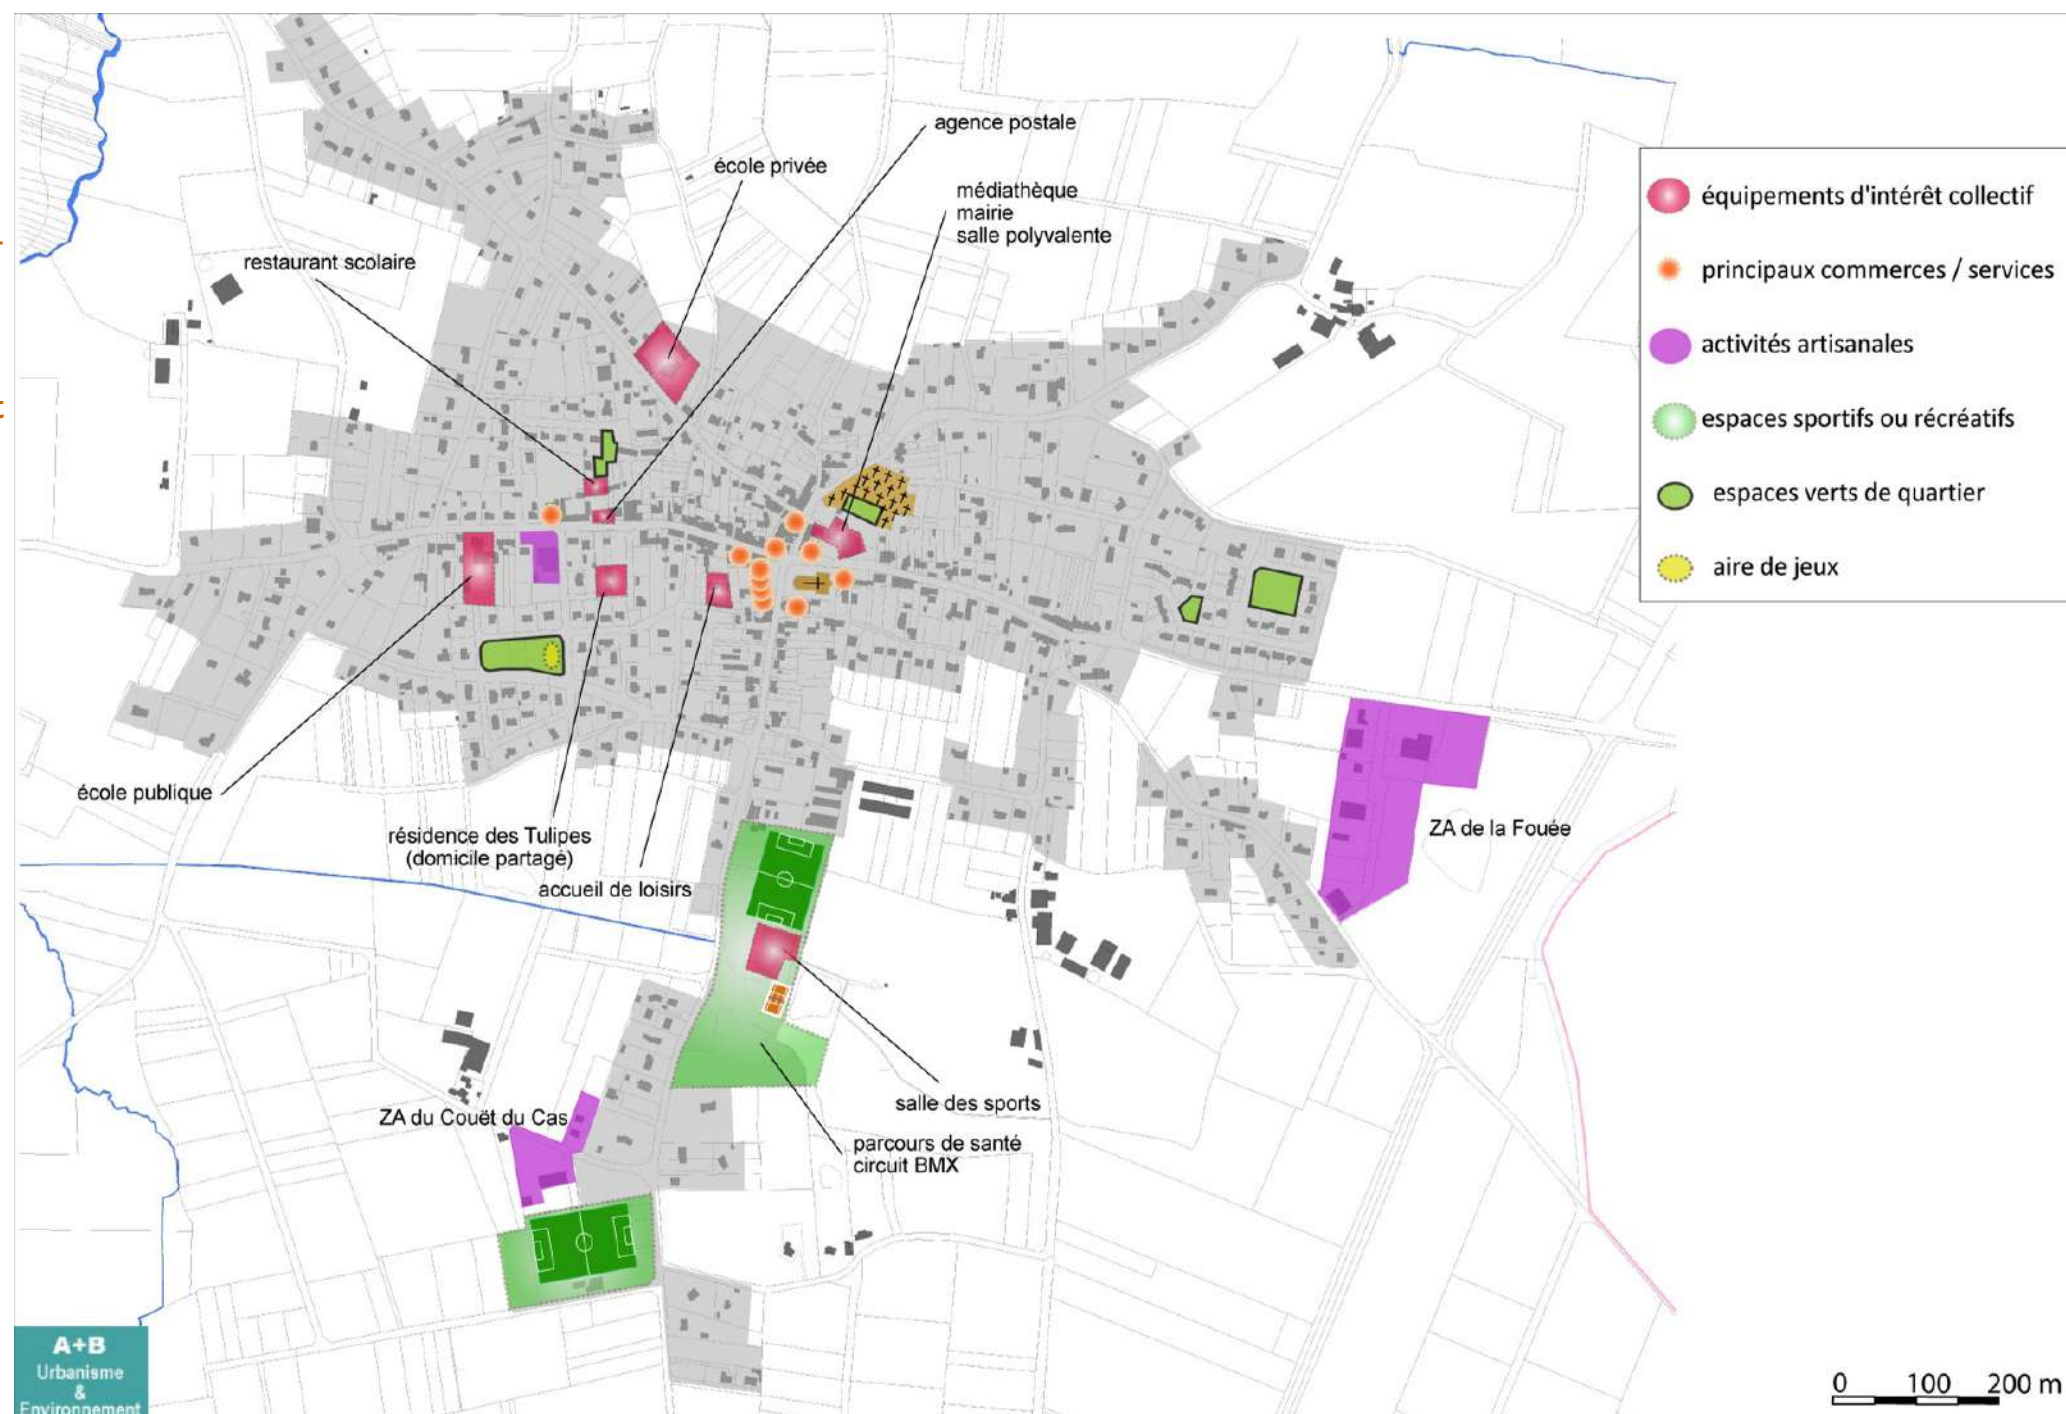 agence postale
école privée
médiathèque
mairie
salle polyvalente
restaurant scolaire
équipements d'intérêt collectif
principaux commerces / services
activités artisanales
espaces sportifs ou récréatifs
espaces verts de quartier
aire de jeux
école publique
résidence des Tulipes
(domicile partagé)
accueil de loisirs
ZA de la Fouée
ZA du Couët du Cas
salle des sports
parcours de santé
circuit BMX
A+B
Urbanisme
&
Environnement
0 100 200 m